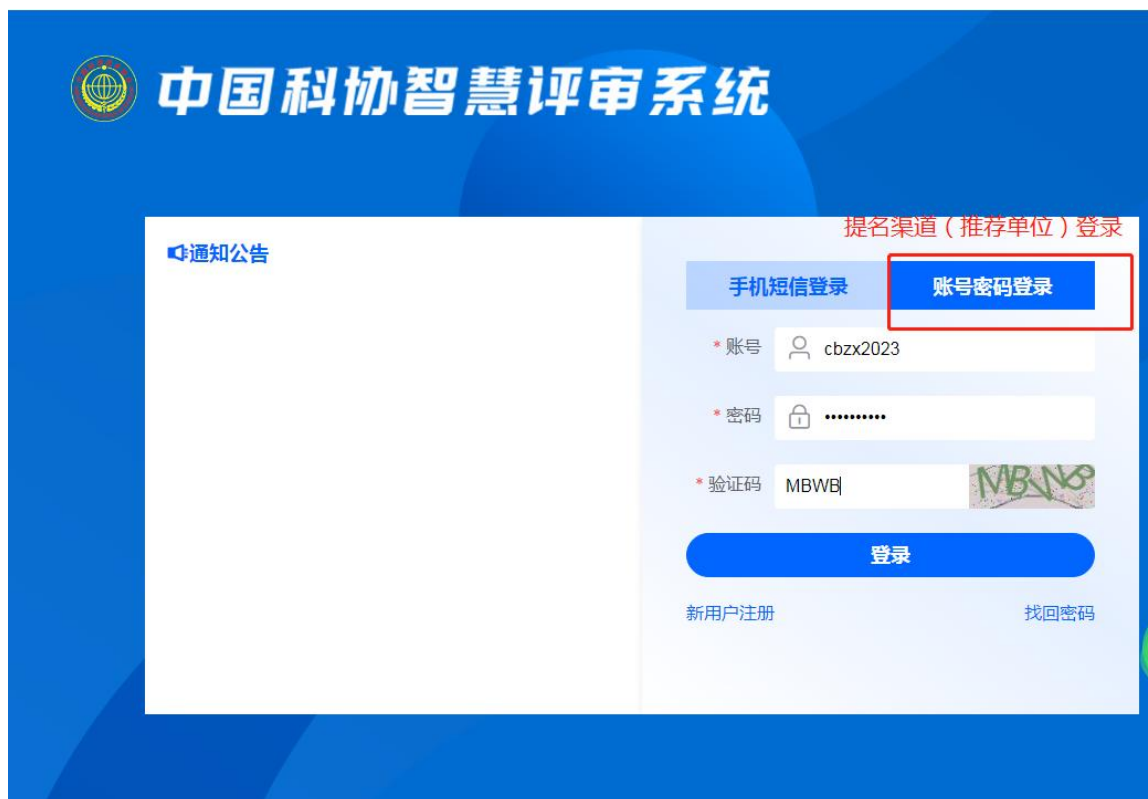 中国科协智慧评审系统
通知公告
提名渠道（推荐单位）登录
手机短信登录
账号密码登录
* 账号
cbzx2023
* 密码
••••••••••
* 验证码
MBWB
MBWB
登录
新用户注册
找回密码